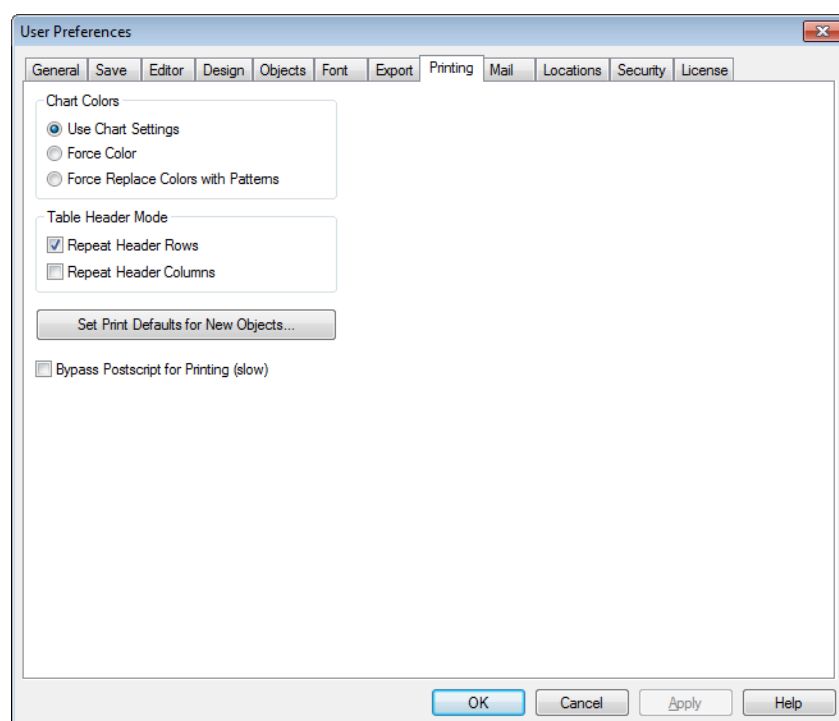 User Preferences
General Save Editor Design Objects Font Export Printing Mail Locations Security License
Chart Colors
Use Chart Settings
Force Color
Force Replace Colors with Patterns
Table Header Mode
Repeat Header Rows
Repeat Header Columns
Set Print Defaults for New Objects...
Bypass Postscript for Printing (slow)
OK Cancel Apply Help